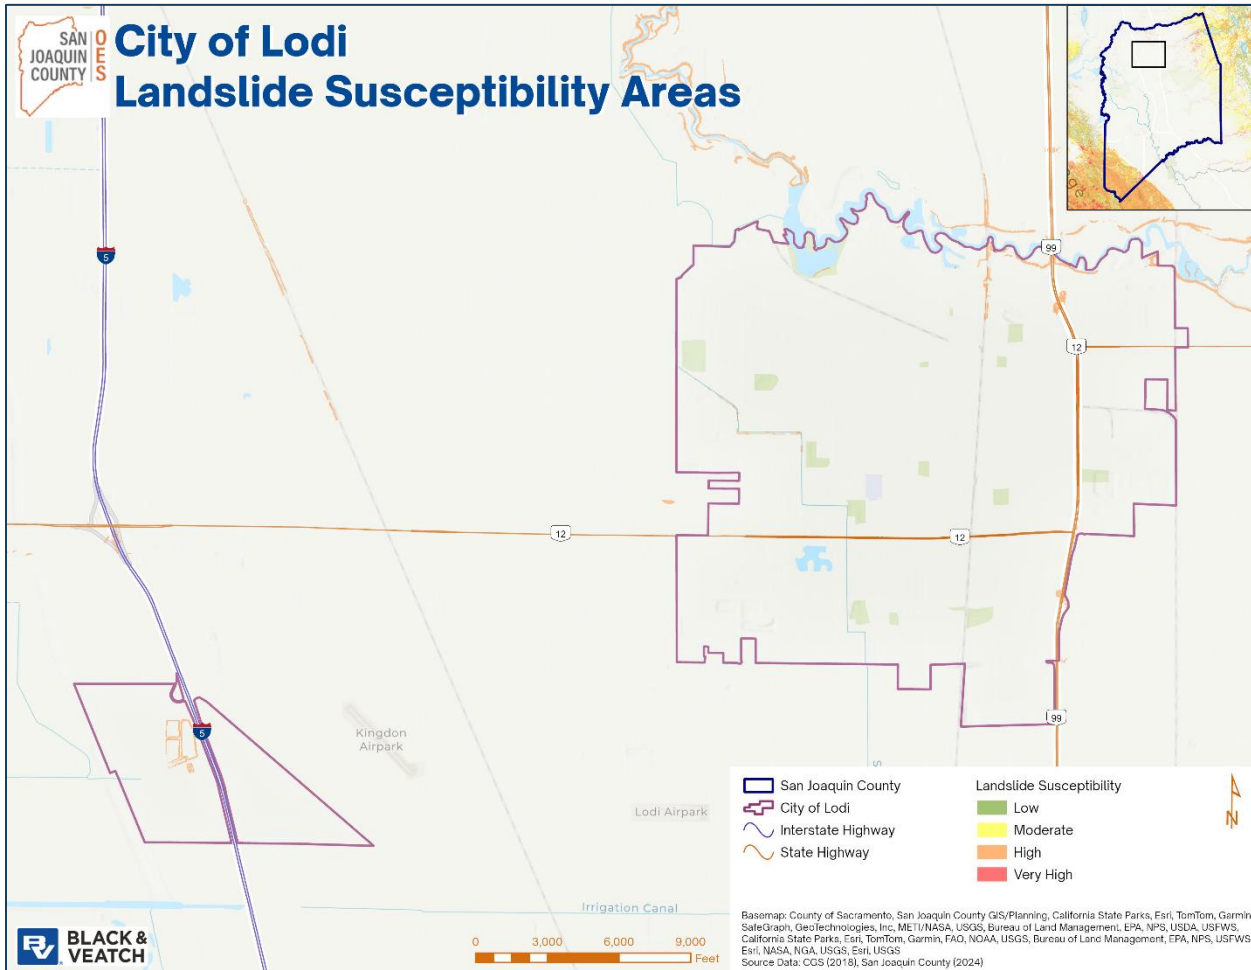 SAN
JOAQUIN
COUNTY
OES
City of Lodi
Landslide Susceptibility Areas
5
99
12
12
12
5
Kingdon
Airpark
99
Lodi Airpark
Irrigation Canal
San Joaquin County
City of Lodi
Interstate Highway
State Highway
Landslide Susceptibility
Low
Moderate
High
Very High
N
Basemap: County of Sacramento, San Joaquin County GIS/Planning, California State Parks, Esri, TomTom, Garmin,
SafeGraph, GeoTechnologies, Inc, METI/NASA, USGS, Bureau of Land Management, EPA, NPS, USDA, USFWS,
California State Parks, Esri, TomTom, Garmin, FAO, NOAA, USGS, Bureau of Land Management, EPA, NPS, USFWS,
Esri, NASA, NGA, USGS, Esri, USGS
Source Data: CGS (2018), San Joaquin County (2024)
BV BLACK &
VEATCH
0 3,000 6,000 9,000
Feet